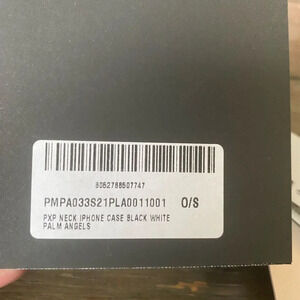 8052788507747
PMPA033S21PLA0011001 O/S
PXP NECK IPHONE CASE BLACK WHITE
PALM ANGELS